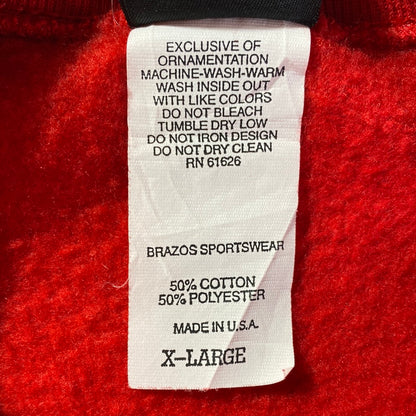 EXCLUSIVE OF
ORNAMENTATION
MACHINE-WASH-WARM
WASH INSIDE OUT
WITH LIKE COLORS
DO NOT BLEACH
TUMBLE DRY LOW
DO NOT IRON DESIGN
DO NOT DRY CLEAN
RN 61626
BRAZOS SPORTSWEAR
50% COTTON
50% POLYESTER
MADE IN U.S.A.
X-LARGE